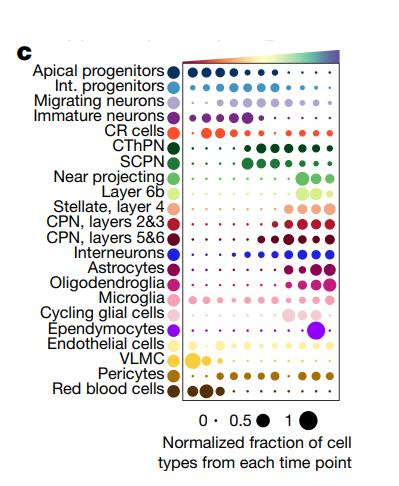 c
Apical progenitors
Int. progenitors
Migrating neurons
Immature neurons
CR cells
CThPN
SCPN
Near projecting
Layer 6b
Stellate, layer 4
CPN, layers 2&3
CPN, layers 5&6
Interneurons
Astrocytes
Oligodendroglia
Microglia
Cycling glial cells
Ependymocytes
Endothelial cells
VLMC
Pericytes
Red blood cells
0 0.5 1
Normalized fraction of cell
types from each time point